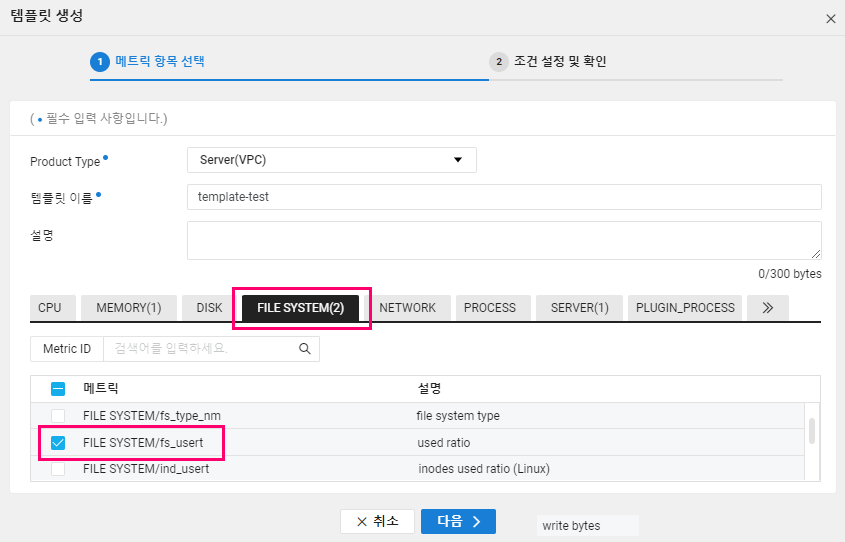 템플릿 생성
1 메트릭 항목 선택 2 조건 설정 및 확인
( • 필수 입력 사항입니다.)
Product Type Server(VPC)
템플릿 이름 template-test
설명
0/300 bytes
CPU MEMORY(1) DISK FILE SYSTEM(2) NETWORK PROCESS SERVER(1) PLUGIN_PROCESS
Metric ID 검색어를 입력하세요.
메트릭 설명
FILE SYSTEM/fs_type_nm file system type
FILE SYSTEM/fs_usert used ratio
FILE SYSTEM/ind_usert inodes used ratio (Linux)
취소 다음 write bytes